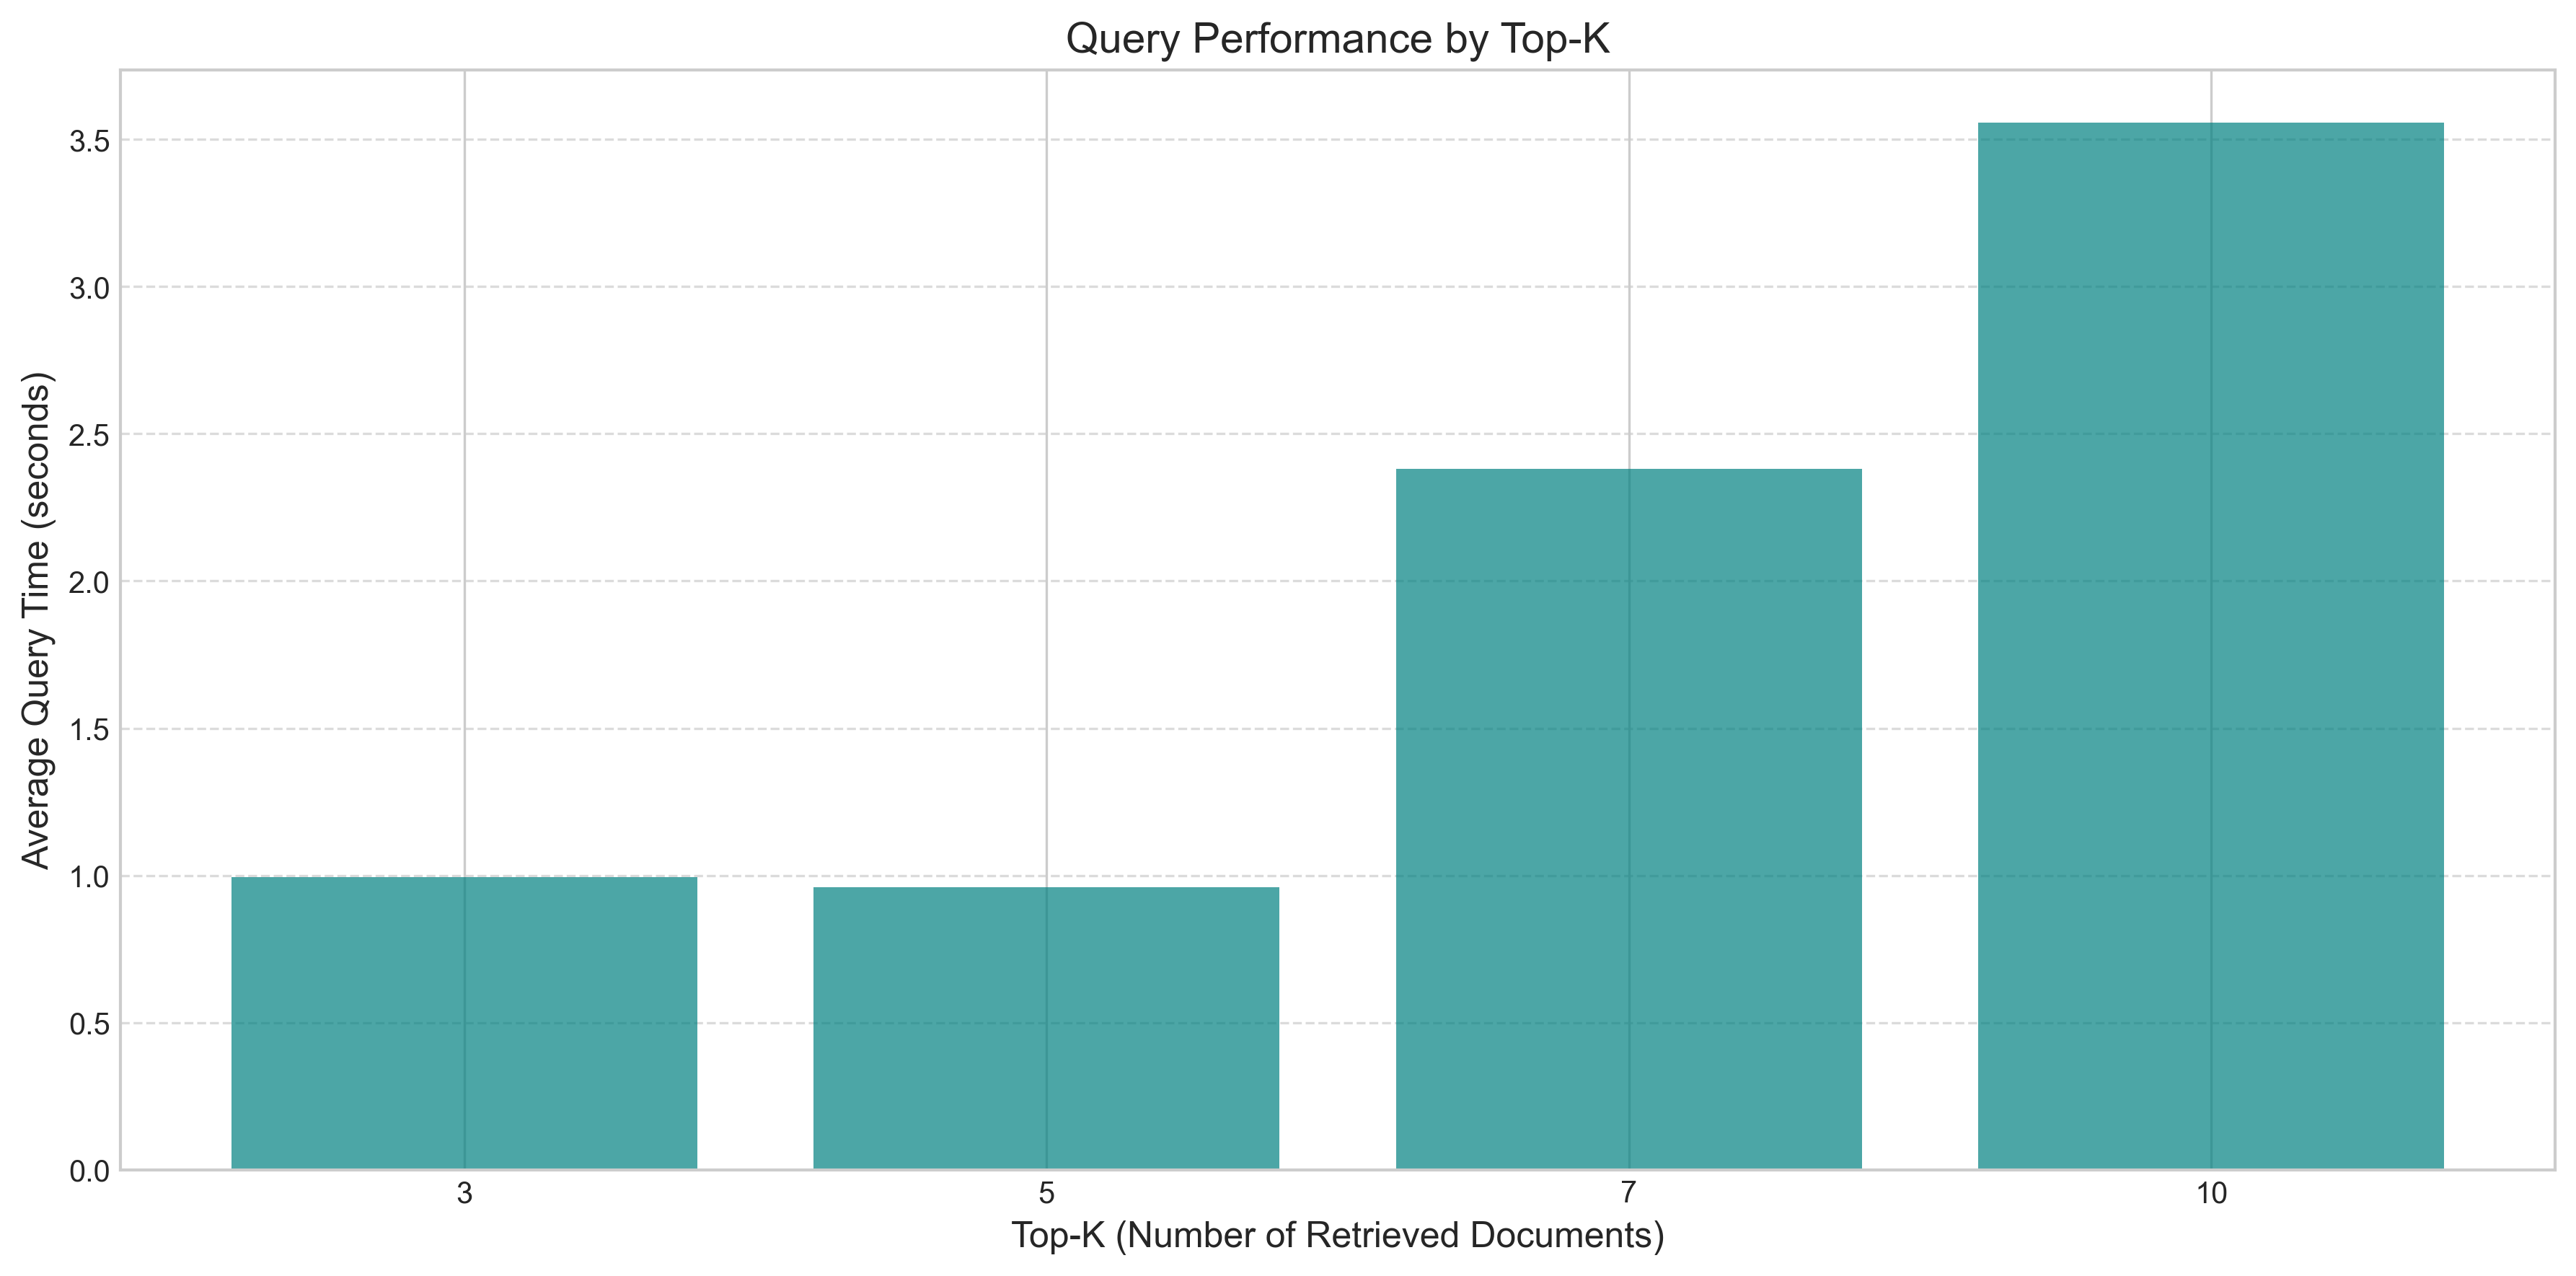 Query Performance by Top-K
Average Query Time (seconds)
3.5
3.0
2.5
2.0
1.5
1.0
0.5
0.0
3 5 7 10
Top-K (Number of Retrieved Documents)